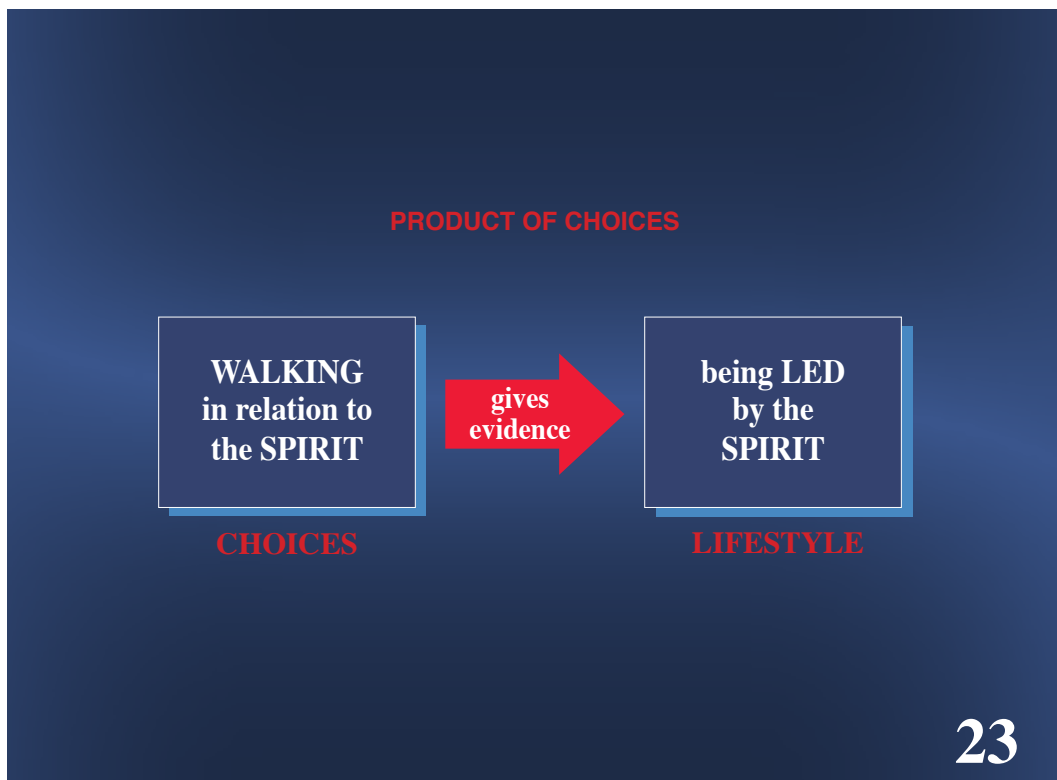 PRODUCT OF CHOICES
WALKING
in relation to
the SPIRIT
gives
evidence
being LED
by the
SPIRIT
CHOICES
LIFESTYLE
23